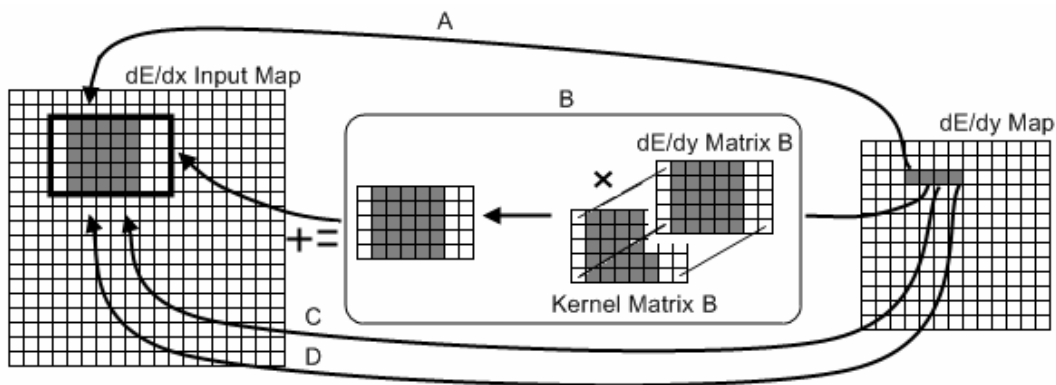 A
dE/dx Input Map
B
dE/dy Map
dE/dy Matrix B
×
+=
Kernel Matrix B
C
D